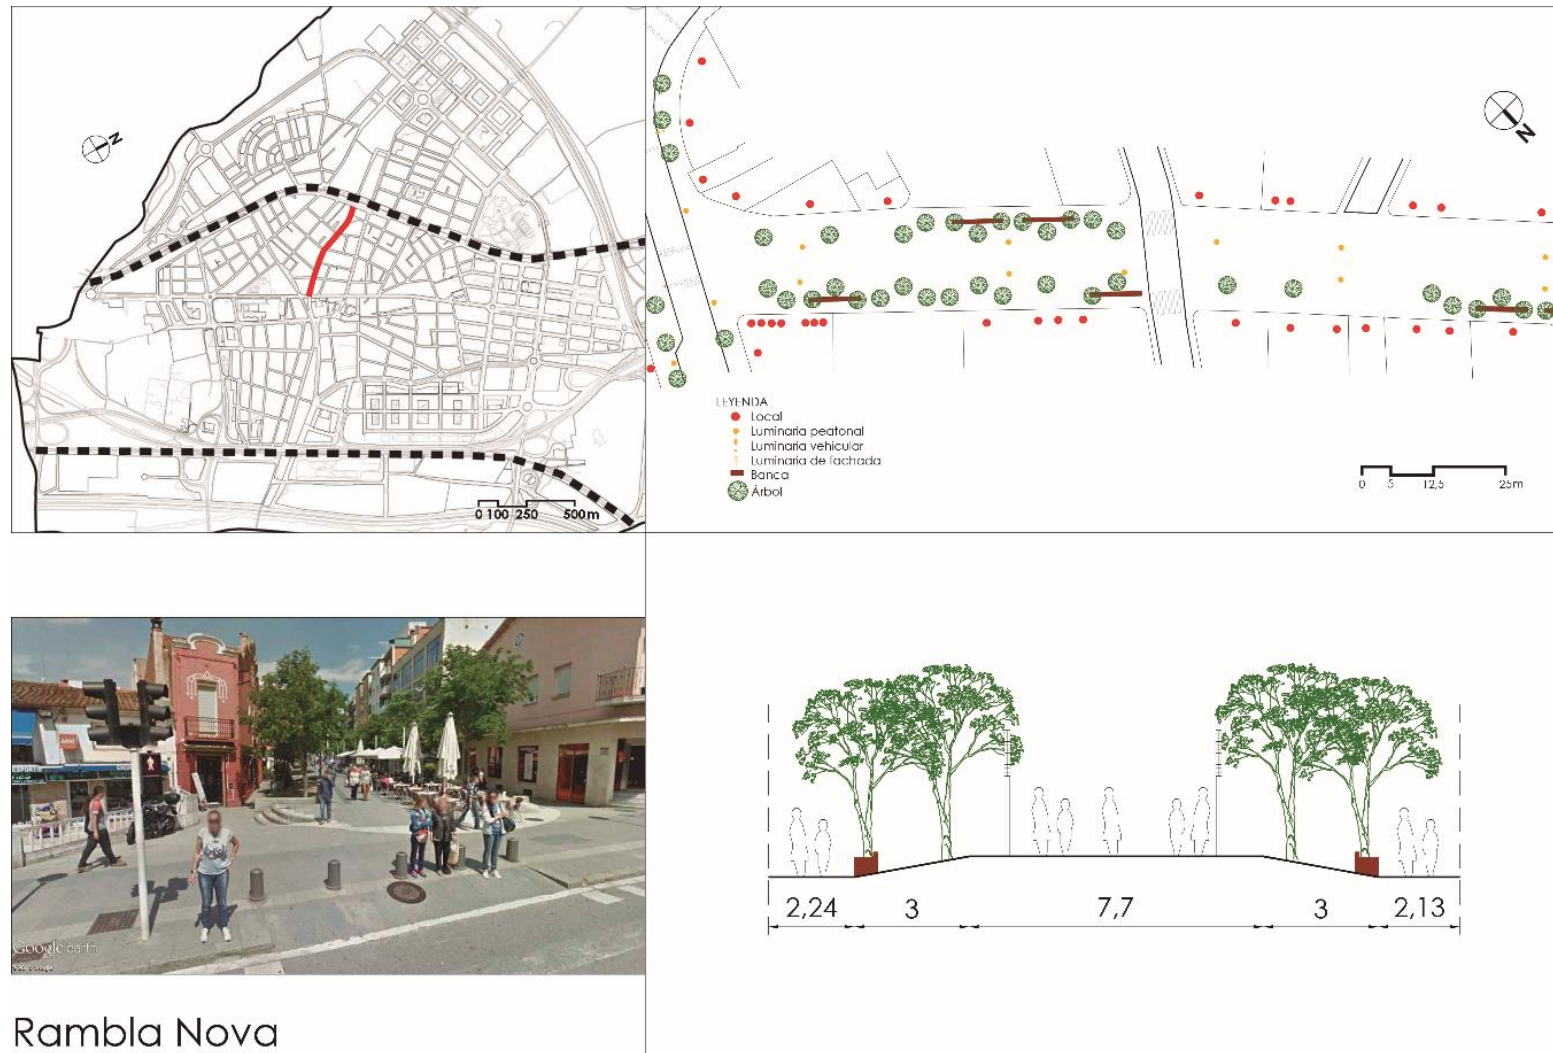 N
0 100 250 500m
N
LEYENDA
Local
Luminaria peatonal
Luminaria vehicular
Luminaria de fachada
Banca
Árbol
0 5 12,5 25m
Google earth
2,24 3 7,7 3 2,13
Rambla Nova